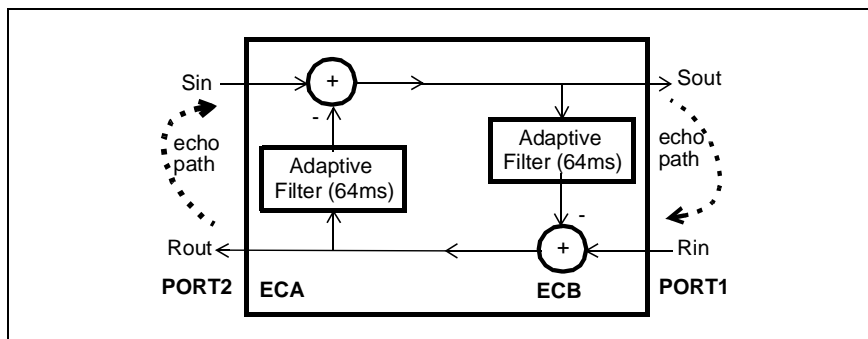 Sin
+
Sout
-
echo
path
Adaptive
Filter (64ms)
Adaptive
Filter (64ms)
echo
path
-
Rout
+
Rin
PORT2
ECA
ECB
PORT1